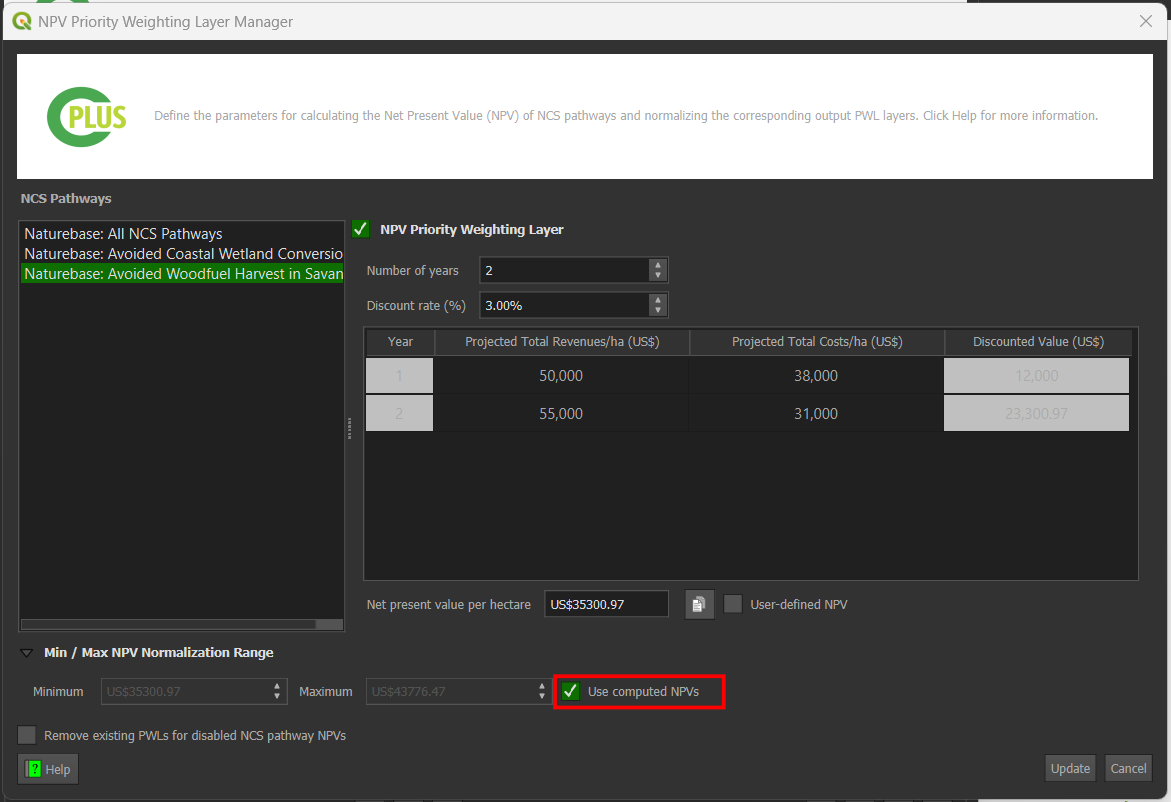 NPV Priority Weighting Layer Manager
C PLUS
Define the parameters for calculating the Net Present Value (NPV) of NCS pathways and normalizing the corresponding output PWL layers. Click Help for more information.
NCS Pathways
Naturebase: All NCS Pathways
Naturebase: Avoided Coastal Wetland Conversio
Naturebase: Avoided Woodfuel Harvest in Savan
NPV Priority Weighting Layer
Number of years 2
Discount rate (%) 3.00%
Year Projected Total Revenues/ha (US$) Projected Total Costs/ha (US$) Discounted Value (US$)
1 50,000 38,000 12,000
2 55,000 31,000 23,300.97
Net present value per hectare US$35300.97 User-defined NPV
Min / Max NPV Normalization Range
Minimum US$35300.97 Maximum US$43776.47 Use computed NPVs
Remove existing PWLs for disabled NCS pathway NPVs
? Help Update Cancel